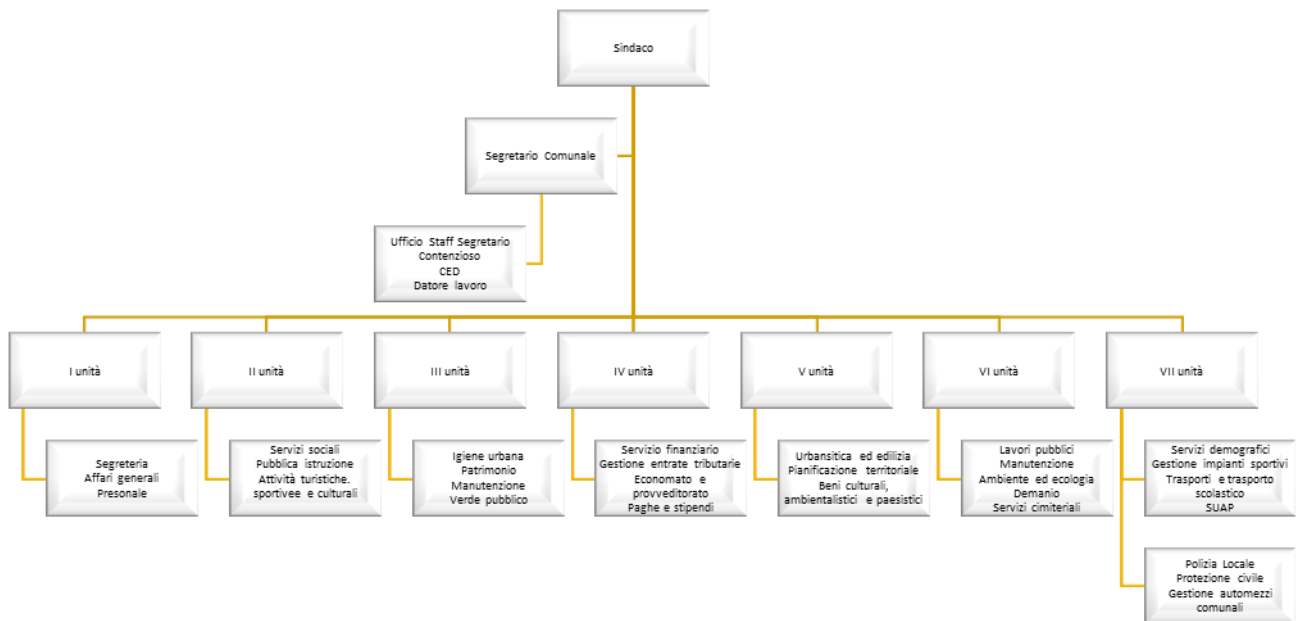 Sindaco
Segretario Comunale
Ufficio Staff Segretario
Contenzioso
CED
Datore lavoro
I unità
II unità
III unità
IV unità
V unità
VI unità
VII unità
Segreteria
Affari generali
Presonale
Servizi sociali
Pubblica istruzione
Attività turistiche.
sportivee e culturali
Igiene urbana
Patrimonio
Manutenzione
Verde pubblico
Servizio finanziario
Gestione entrate tributarie
Economato e
provveditorato
Paghe e stipendi
Urbansitica ed edilizia
Pianificazione territoriale
Beni culturali,
ambientalistici e paesistici
Lavori pubblici
Manutenzione
Ambiente ed ecologia
Demanio
Servizi cimiteriali
Servizi demografici
Gestione impianti sportivi
Trasporti e trasporto
scolastico
SUAP
Polizia Locale
Protezione civile
Gestione automezzi
comunali